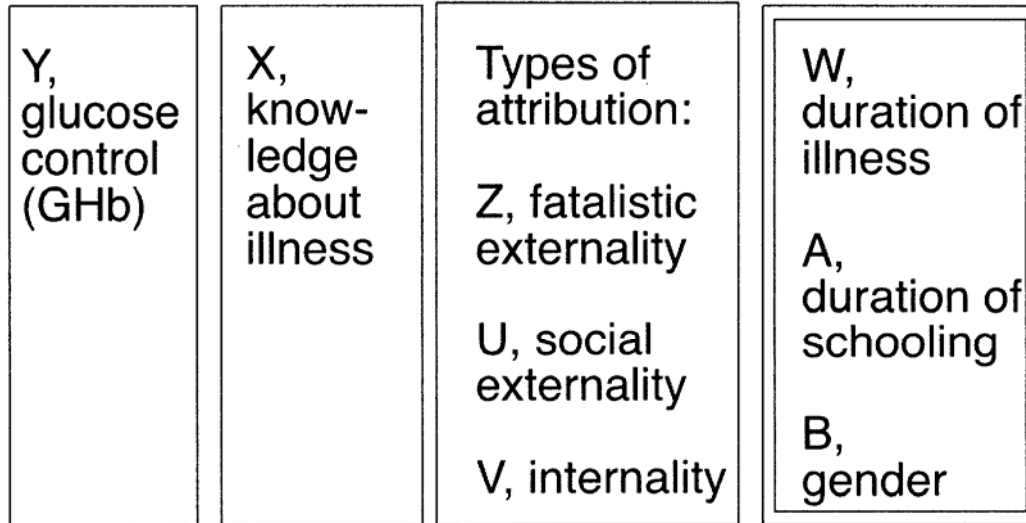 Y,
glucose
control
(GHb)
X,
know-
ledge
about
illness
Types of
attribution:
Z, fatalistic
externality
U, social
externality
V, internality
W,
duration of
illness
A,
duration of
schooling
B,
gender